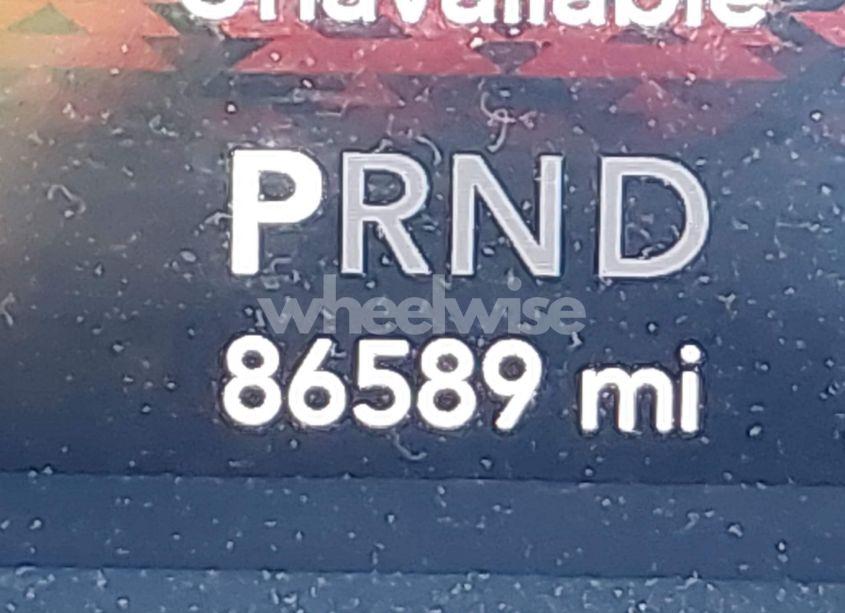 Unavailable
PRND
wheelwise
86589 mi